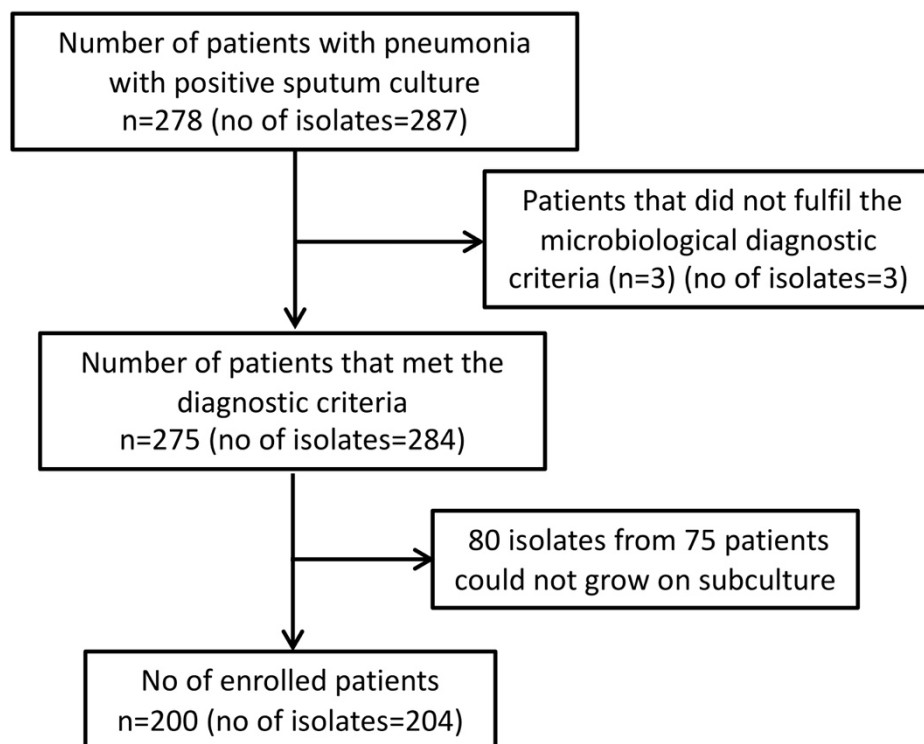 Number of patients with pneumonia
with positive sputum culture
n=278 (no of isolates=287)
Patients that did not fulfil the
microbiological diagnostic
criteria (n=3) (no of isolates=3)
Number of patients that met the
diagnostic criteria
n=275 (no of isolates=284)
80 isolates from 75 patients
could not grow on subculture
No of enrolled patients
n=200 (no of isolates=204)